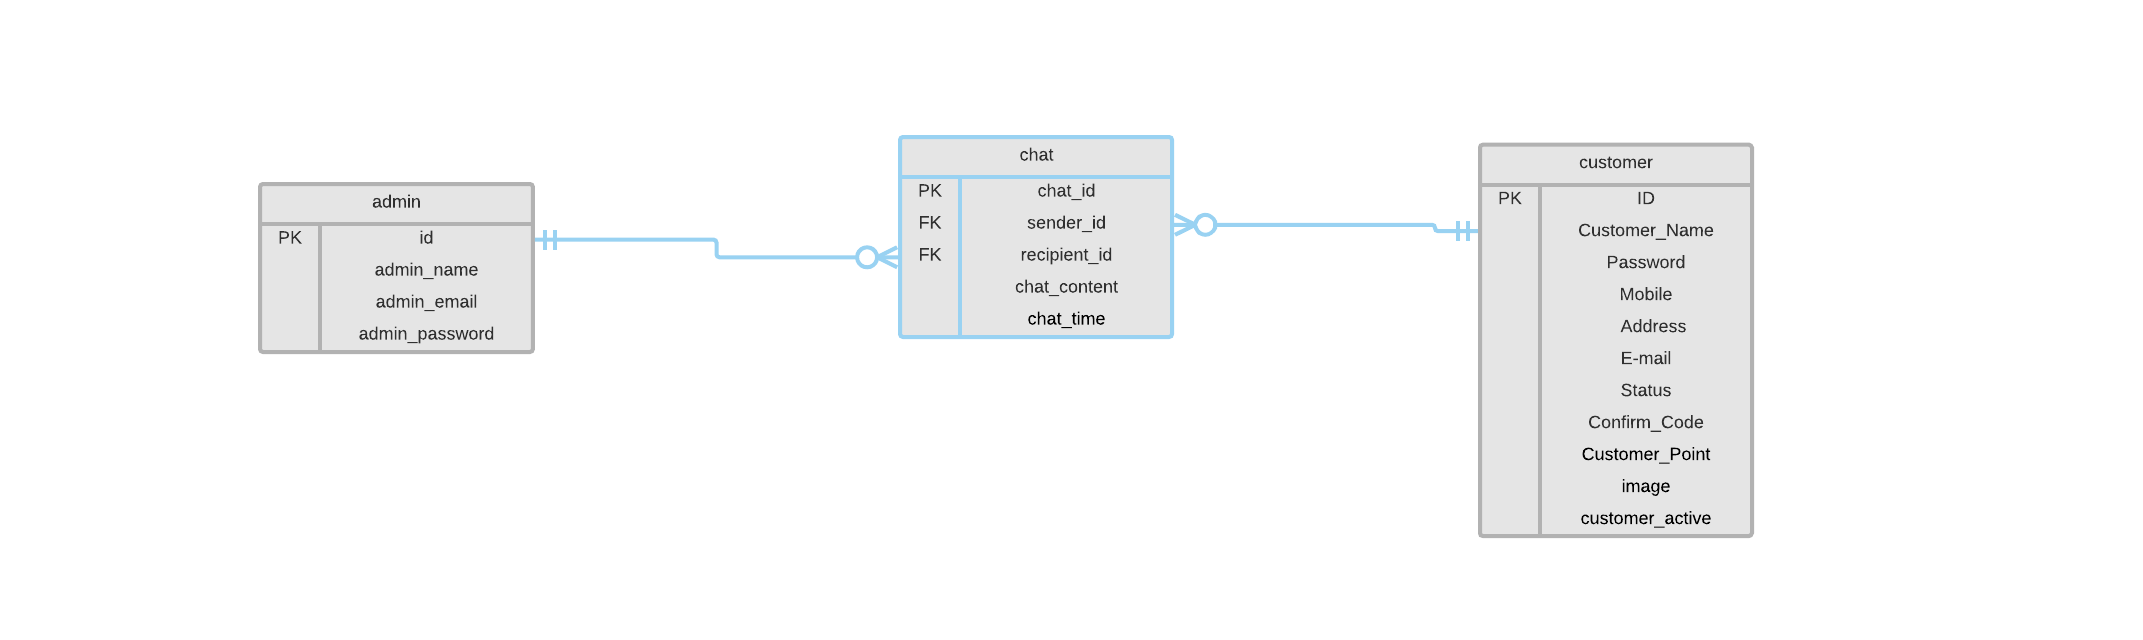 admin
PK id
admin_name
admin_email
admin_password
chat
PK chat_id
FK sender_id
FK recipient_id
chat_content
chat_time
customer
PK ID
Customer_Name
Password
Mobile
Address
E-mail
Status
Confirm_Code
Customer_Point
image
customer_active